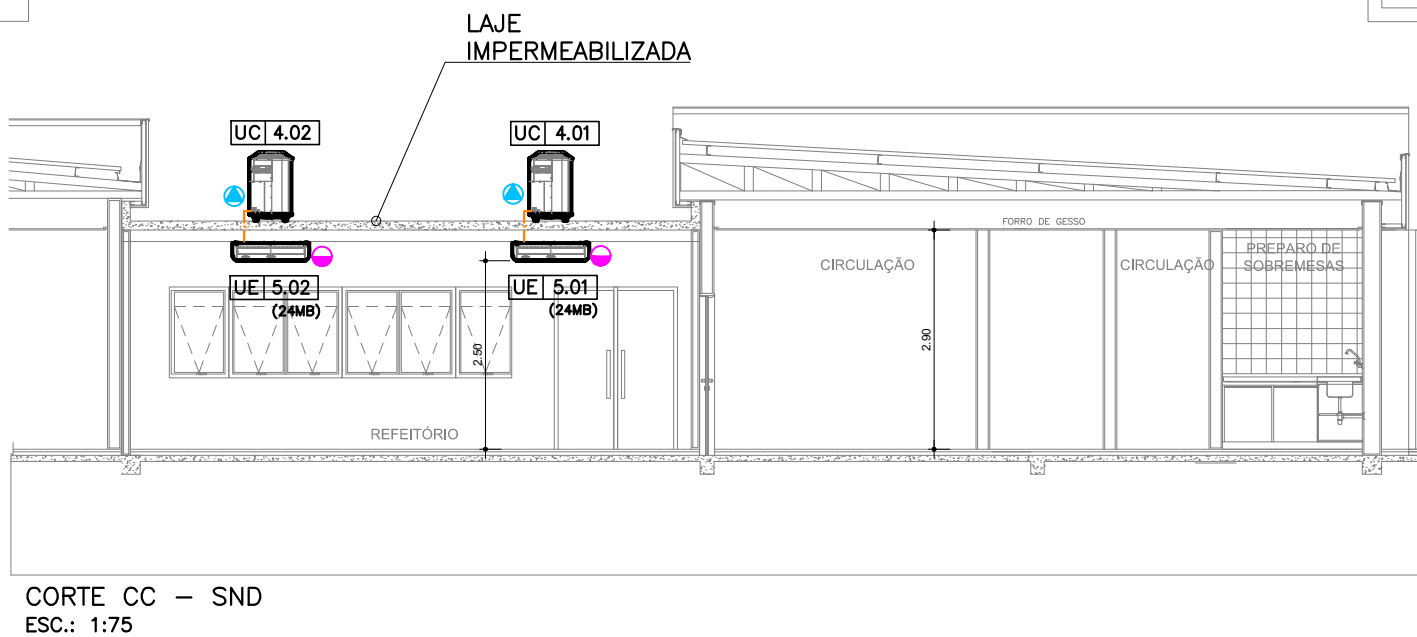 LAJE
IMPERMEABILIZADA
UC 4.02
UC 4.01
FORRO DE GESSO
UE 5.02
(24MB)
UE 5.01
(24MB)
CIRCULAÇÃO
CIRCULAÇÃO
PREPARO DE
SOBREMESAS
2.50
2.90
REFEITÓRIO
CORTE CC – SND
ESC.: 1:75